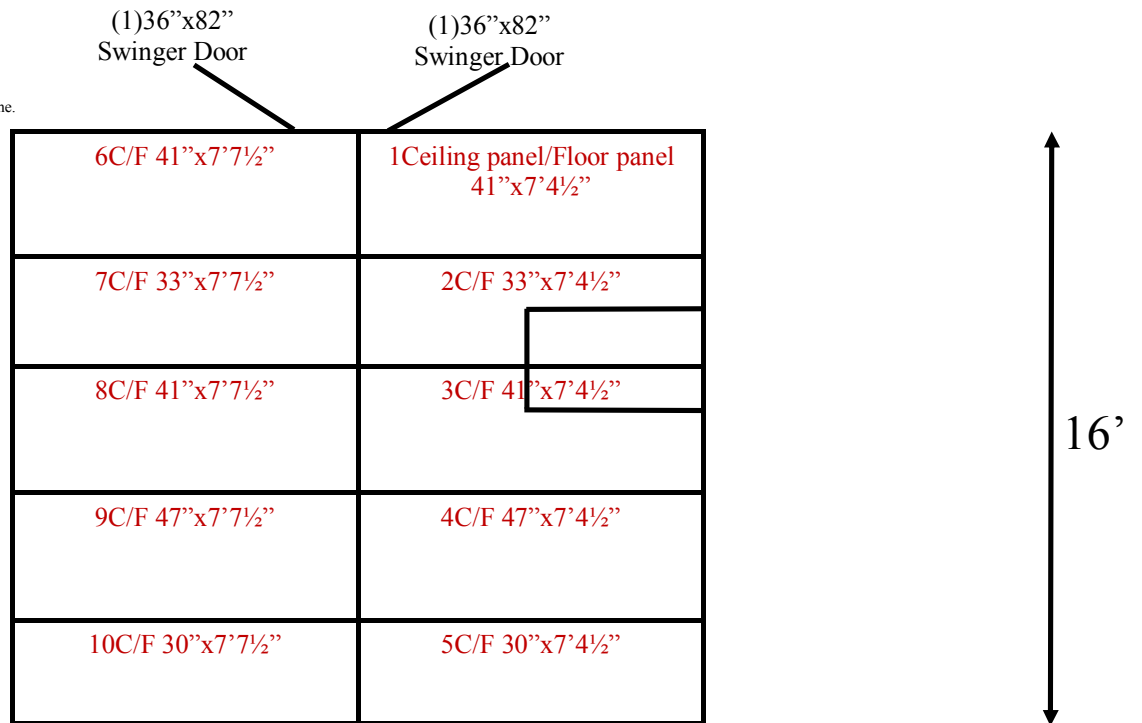 (1)36”x82”
Swinger Door
(1)36”x82”
Swinger Door
ne.
6C/F 41”x7’7½”
1Ceiling panel/Floor panel
41”x7’4½”
7C/F 33”x7’7½”
2C/F 33”x7’4½”
8C/F 41”x7’7½”
3C/F 41”x7’4½”
16’
9C/F 47”x7’7½”
4C/F 47”x7’4½”
10C/F 30”x7’7½”
5C/F 30”x7’4½”